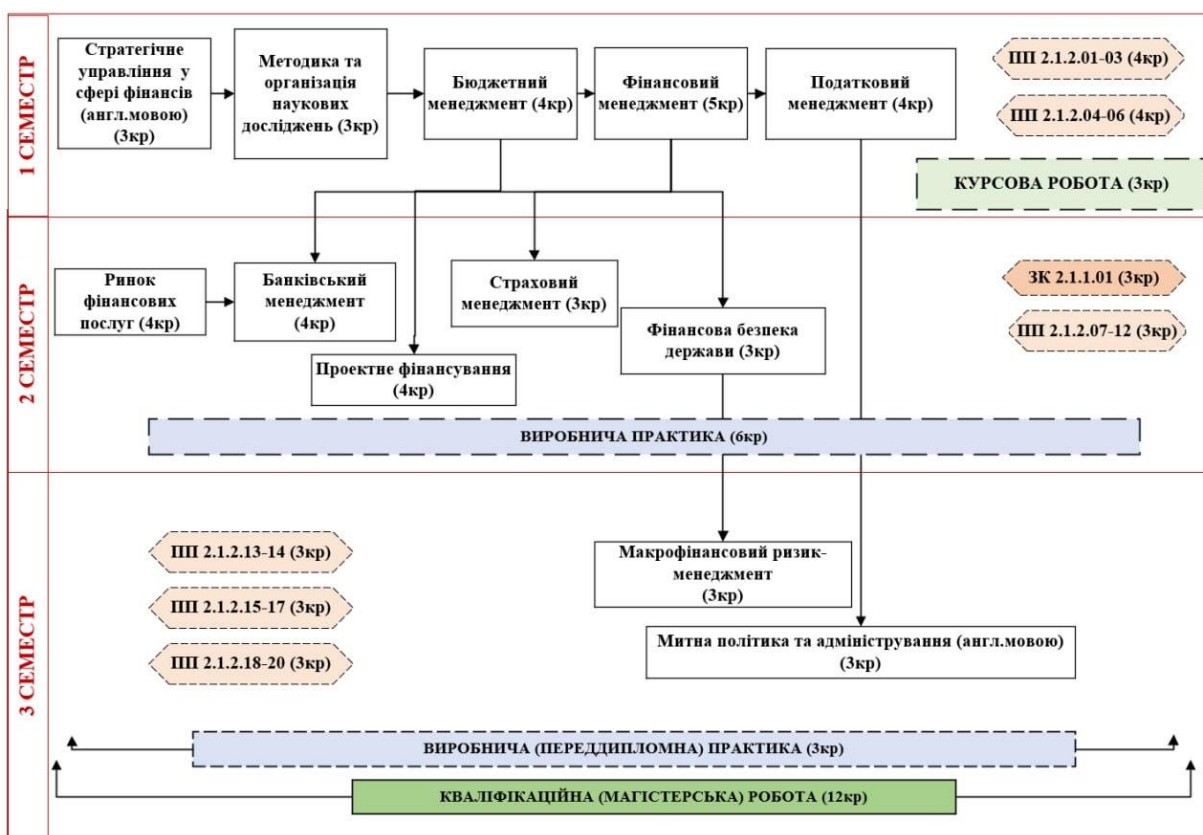 1 СЕМЕСТР
Стратегічне
управління у
сфері фінансів
(англ.мовою)
(3кр)
Методика та
організація
наукових
досліджень (3кр)
Бюджетний
менеджмент (4кр)
Фінансовий
менеджмент (5кр)
Податковий
менеджмент (4кр)
ПП 2.1.2.01-03 (4кр)
ПП 2.1.2.04-06 (4кр)
КУРСОВА РОБОТА (3кр)
2 СЕМЕСТР
Ринок
фінансових
послуг (4кр)
Банківський
менеджмент
(4кр)
Страховий
менеджмент (3кр)
Проектне фінансування
(4кр)
Фінансова безпека
держави (3кр)
ЗК 2.1.1.01 (3кр)
ПП 2.1.2.07-12 (3кр)
ВИРОБНИЧА ПРАКТИКА (6кр)
3 СЕМЕСТР
ПП 2.1.2.13-14 (3кр)
ПП 2.1.2.15-17 (3кр)
ПП 2.1.2.18-20 (3кр)
Макрофінансовий ризик-
менеджмент
(3кр)
Митна політика та адміністрування (англ.мовою)
(3кр)
ВИРОБНИЧА (ПЕРЕДДИПЛОМНА) ПРАКТИКА (3кр)
КВАЛІФІКАЦІЙНА (МАГІСТЕРСЬКА) РОБОТА (12кр)